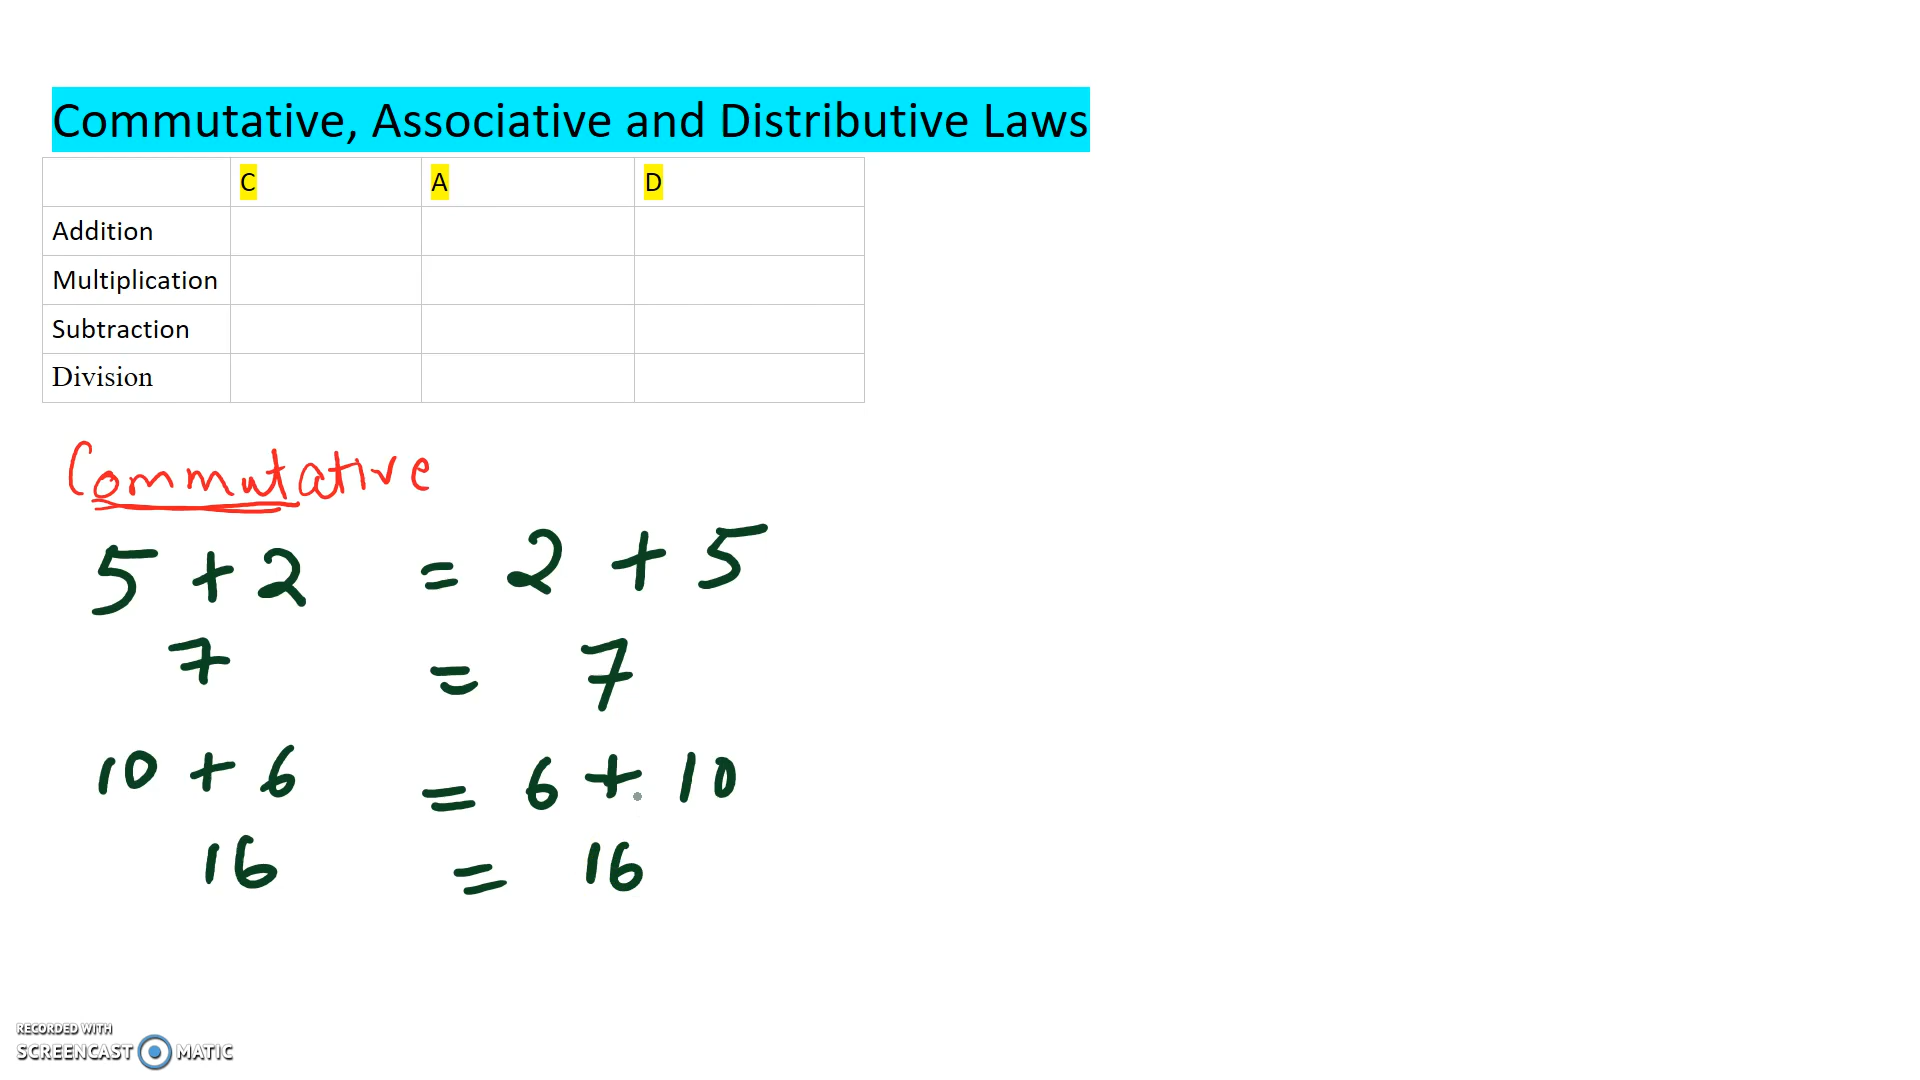 Commutative, Associative and Distributive Laws
C A D
Addition
Multiplication
Subtraction
Division
Commutative
5 + 2 = 2 + 5
7 = 7
10 + 6 = 6 + 10
16 = 16
RECORDED WITH
SCREENCAST MATIC